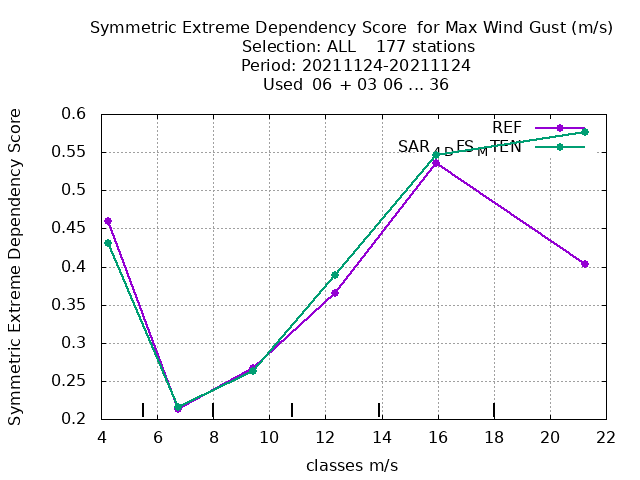 Symmetric Extreme Dependency Score for Max Wind Gust (m/s)
Selection: ALL 177 stations
Period: 20211124-20211124
Used 06 + 03 06 ... 36
Symmetric Extreme Dependency Score
0.6
0.55
0.5
0.45
0.4
0.35
0.3
0.25
0.2
REF
SAR4DFSMTEN
4 6 8 10 12 14 16 18 20 22
classes m/s